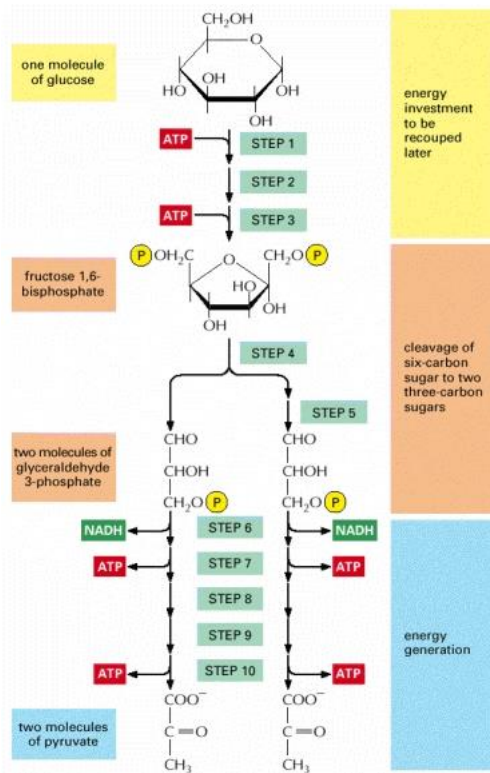 CH₂OH
O
one molecule
of glucose
OH
HO
OH
OH
energy
investment
to be
recouped
later
ATP
STEP 1
STEP 2
ATP
STEP 3
P OH₂C
CH₂O P
O
fructose 1,6-
bisphosphate
HO
OH
OH
STEP 4
cleavage of
six-carbon
sugar to two
three-carbon
sugars
STEP 5
two molecules of
glyceraldehyde
3-phosphate
CHO
CHO
CHOH
CHOH
CH₂O P
CH₂O P
NADH
STEP 6
NADH
ATP
STEP 7
ATP
STEP 8
STEP 9
energy
generation
ATP
STEP 10
ATP
two molecules
of pyruvate
COO⁻
COO⁻
C=O
C=O
CH₃
CH₃